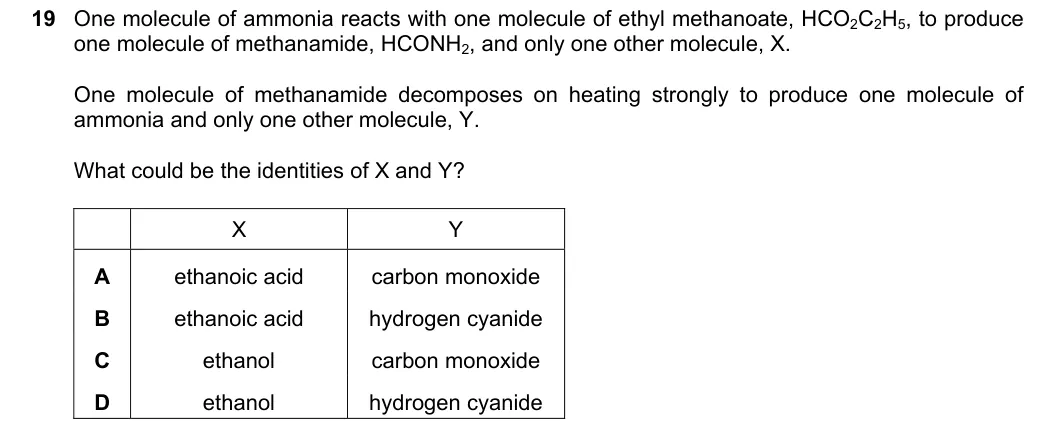 19 One molecule of ammonia reacts with one molecule of ethyl methanoate, HCO₂C₂H₅, to produce
one molecule of methanamide, HCONH₂, and only one other molecule, X.
One molecule of methanamide decomposes on heating strongly to produce one molecule of
ammonia and only one other molecule, Y.
What could be the identities of X and Y?
X Y
A ethanoic acid carbon monoxide
B ethanoic acid hydrogen cyanide
C ethanol carbon monoxide
D ethanol hydrogen cyanide